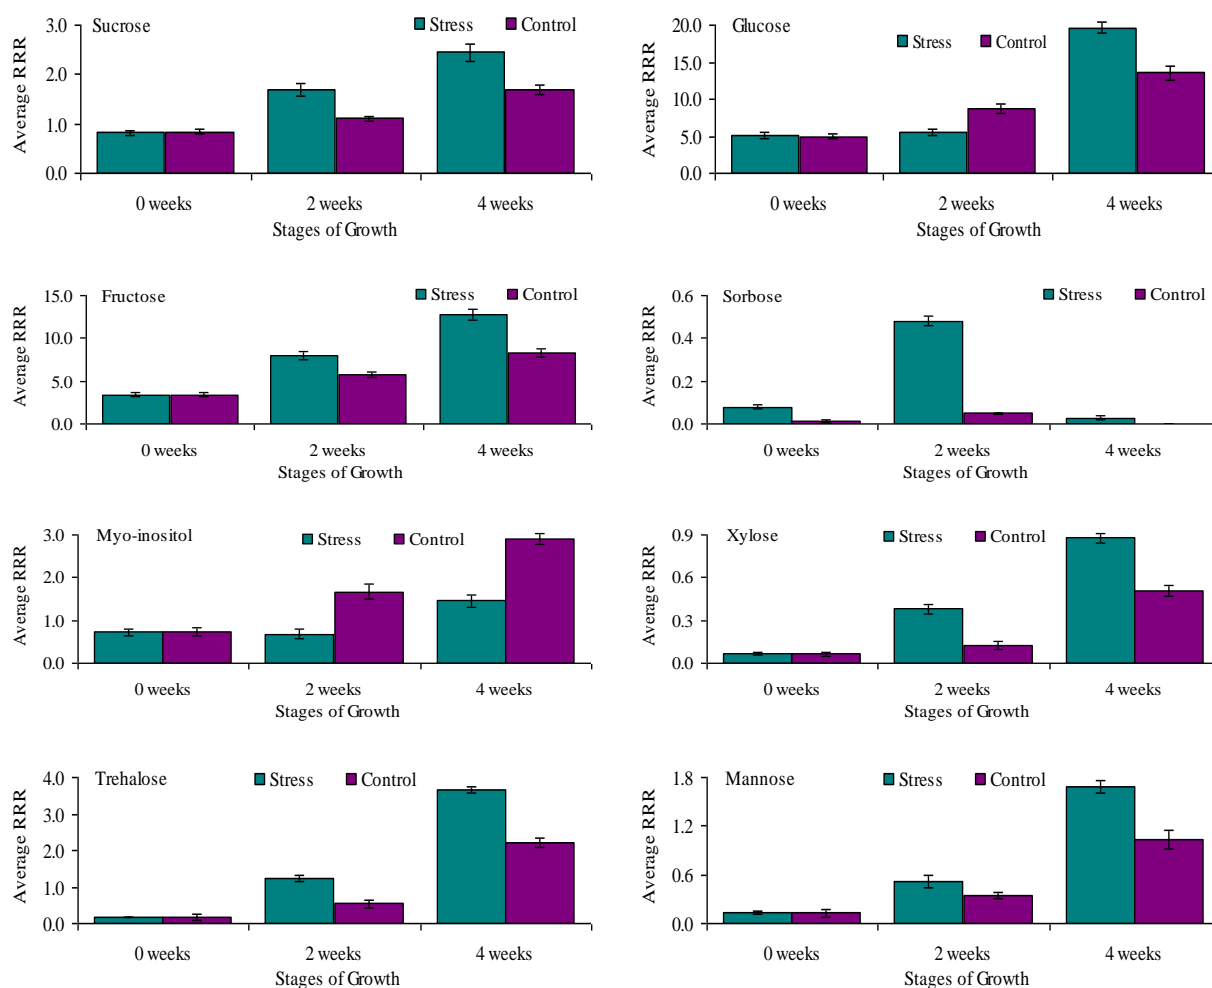 Sucrose
Stress Control
Average RRR
3.0
2.0
1.0
0.0
0 weeks 2 weeks 4 weeks
Stages of Growth
Glucose
Stress Control
Average RRR
20.0
15.0
10.0
5.0
0.0
0 weeks 2 weeks 4 weeks
Stages of Growth
Fructose
Stress Control
Average RRR
15.0
10.0
5.0
0.0
0 weeks 2 weeks 4 weeks
Stages of Growth
Sorbose
Stress Control
Average RRR
0.6
0.4
0.2
0.0
0 weeks 2 weeks 4 weeks
Stages of Growth
Myo-inositol
Stress Control
Average RRR
3.0
2.0
1.0
0.0
0 weeks 2 weeks 4 weeks
Stages of Growth
Xylose
Stress Control
Average RRR
0.9
0.6
0.3
0.0
0 weeks 2 weeks 4 weeks
Stages of Growth
Trehalose
Stress Control
Average RRR
4.0
3.0
2.0
1.0
0.0
0 weeks 2 weeks 4 weeks
Stages of Growth
Mannose
Stress Control
Average RRR
1.8
1.2
0.6
0.0
0 weeks 2 weeks 4 weeks
Stages of Growth